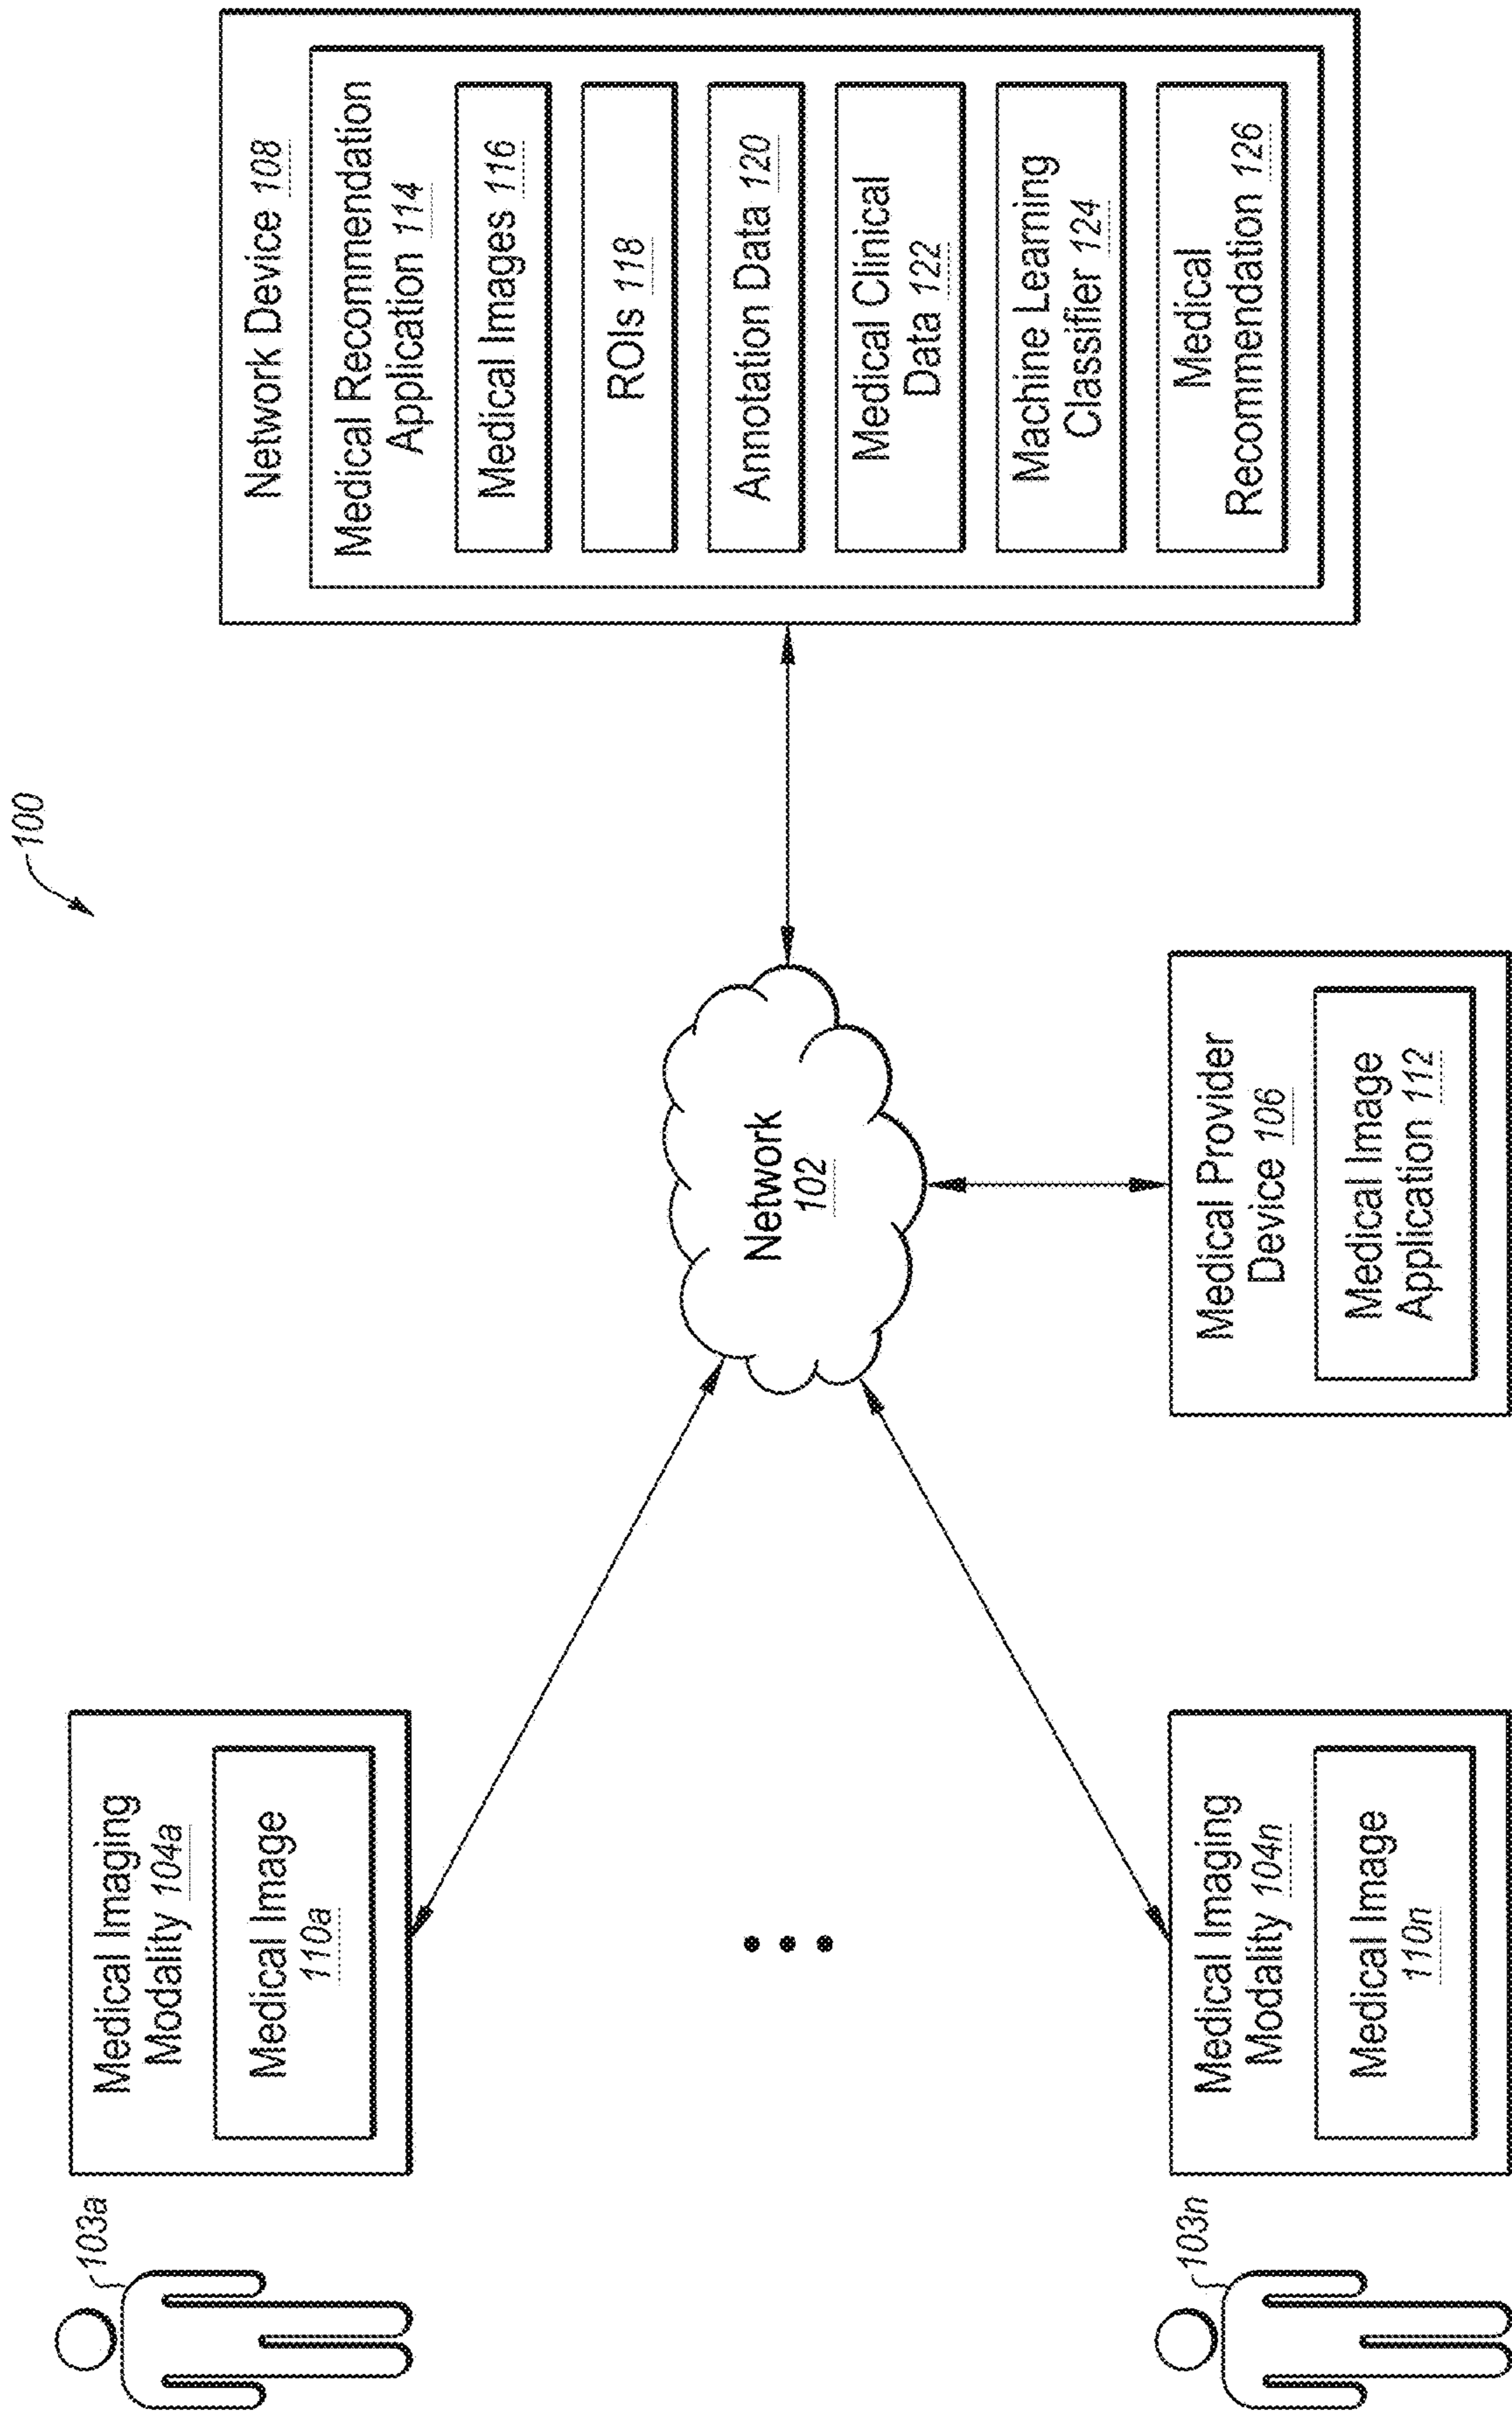 100
103a
Medical Imaging
Modality 104a
Medical Image
110a
103n
Medical Imaging
Modality 104n
Medical Image
110n
Network
102
Medical Provider
Device 106
Medical Image
Application 112
Network Device 108
Medical Recommendation
Application 114
Medical Images 116
ROIs 118
Annotation Data 120
Medical Clinical
Data 122
Machine Learning
Classifier 124
Medical
Recommendation 126